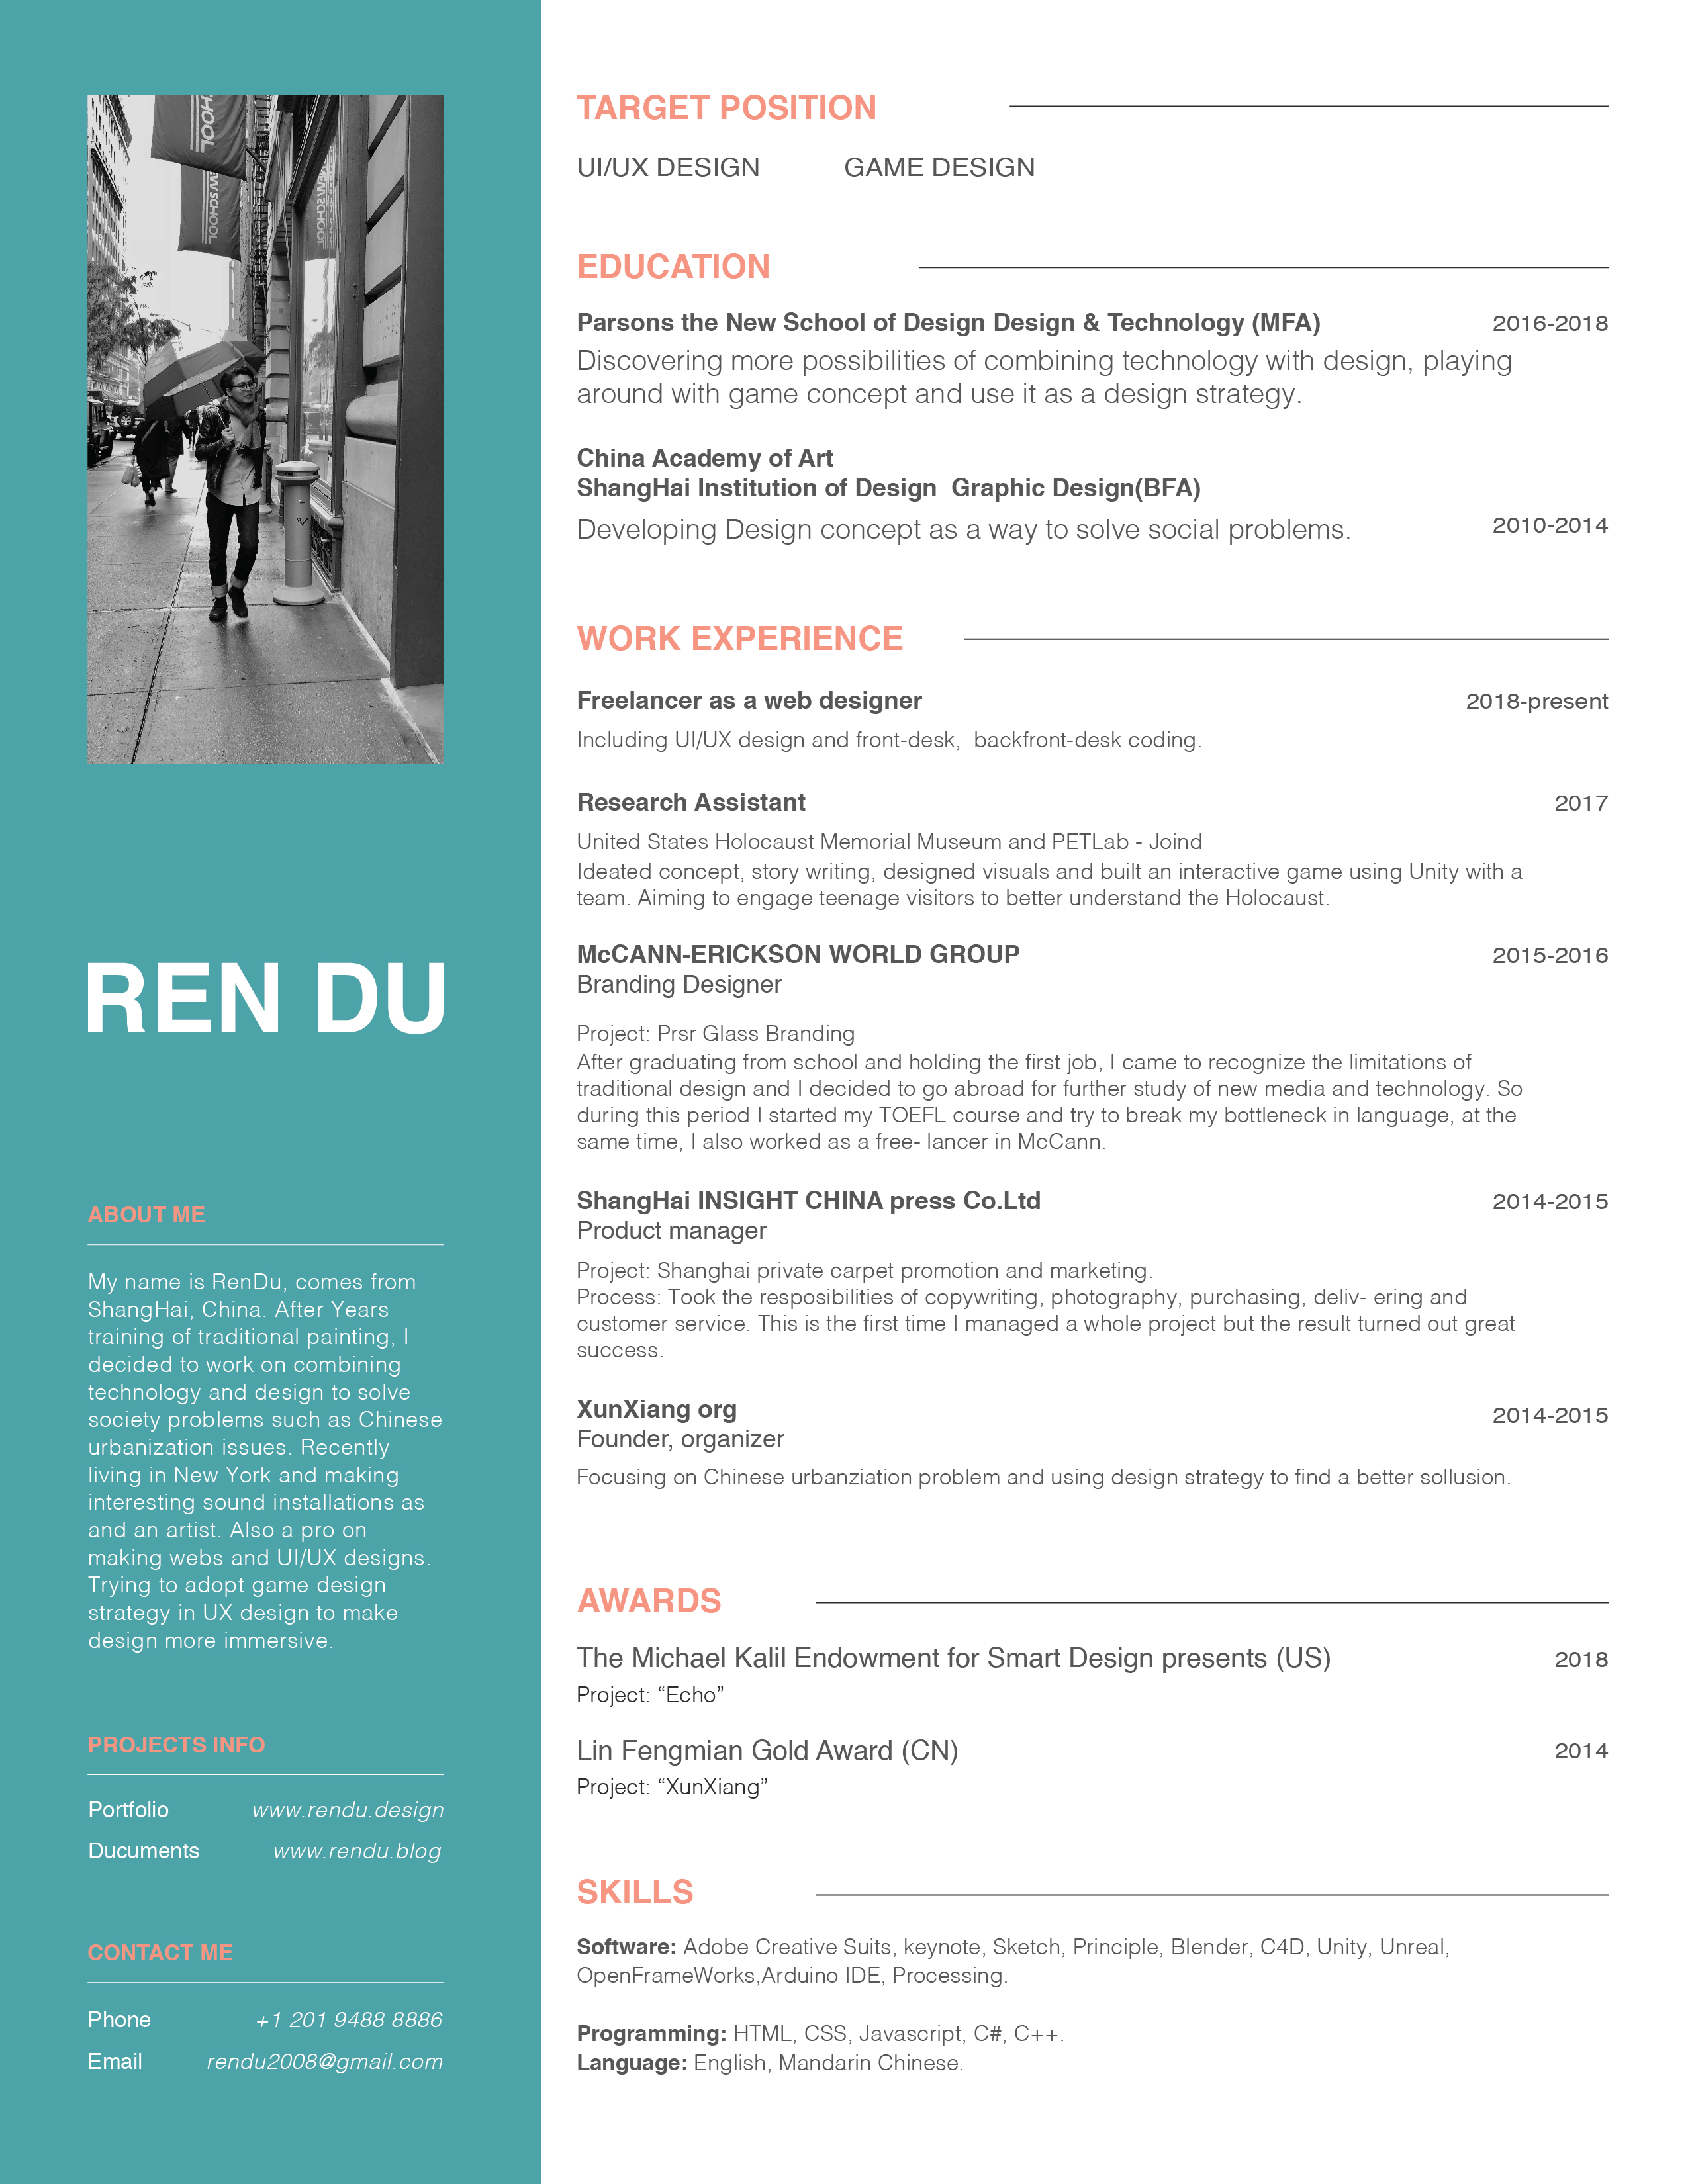 HOOL
EW SCHOOL
NEW SCHOOL
REN DU
ABOUT ME
My name is RenDu, comes from
ShangHai, China. After Years
training of traditional painting, I
decided to work on combining
technology and design to solve
society problems such as Chinese
urbanization issues. Recently
living in New York and making
interesting sound installations as
and an artist. Also a pro on
making webs and UI/UX designs.
Trying to adopt game design
strategy in UX design to make
design more immersive.
PROJECTS INFO
Portfolio www.rendu.design
Ducuments www.rendu.blog
CONTACT ME
Phone +1 201 9488 8886
Email rendu2008@gmail.com
TARGET POSITION
UI/UX DESIGN GAME DESIGN
EDUCATION
Parsons the New School of Design Design & Technology (MFA) 2016-2018
Discovering more possibilities of combining technology with design, playing
around with game concept and use it as a design strategy.
China Academy of Art
ShangHai Institution of Design  Graphic Design(BFA)
Developing Design concept as a way to solve social problems. 2010-2014
WORK EXPERIENCE
Freelancer as a web designer 2018-present
Including UI/UX design and front-desk,  backfront-desk coding.
Research Assistant 2017
United States Holocaust Memorial Museum and PETLab - Joind
Ideated concept, story writing, designed visuals and built an interactive game using Unity with a
team. Aiming to engage teenage visitors to better understand the Holocaust.
McCANN-ERICKSON WORLD GROUP 2015-2016
Branding Designer
Project: Prsr Glass Branding
After graduating from school and holding the first job, I came to recognize the limitations of
traditional design and I decided to go abroad for further study of new media and technology. So
during this period I started my TOEFL course and try to break my bottleneck in language, at the
same time, I also worked as a free- lancer in McCann.
ShangHai INSIGHT CHINA press Co.Ltd 2014-2015
Product manager
Project: Shanghai private carpet promotion and marketing.
Process: Took the resposibilities of copywriting, photography, purchasing, deliv- ering and
customer service. This is the first time I managed a whole project but the result turned out great
success.
XunXiang org 2014-2015
Founder, organizer
Focusing on Chinese urbanziation problem and using design strategy to find a better sollusion.
AWARDS
The Michael Kalil Endowment for Smart Design presents (US) 2018
Project: “Echo”
Lin Fengmian Gold Award (CN) 2014
Project: “XunXiang”
SKILLS
Software: Adobe Creative Suits, keynote, Sketch, Principle, Blender, C4D, Unity, Unreal,
OpenFrameWorks,Arduino IDE, Processing.
Programming: HTML, CSS, Javascript, C#, C++.
Language: English, Mandarin Chinese.